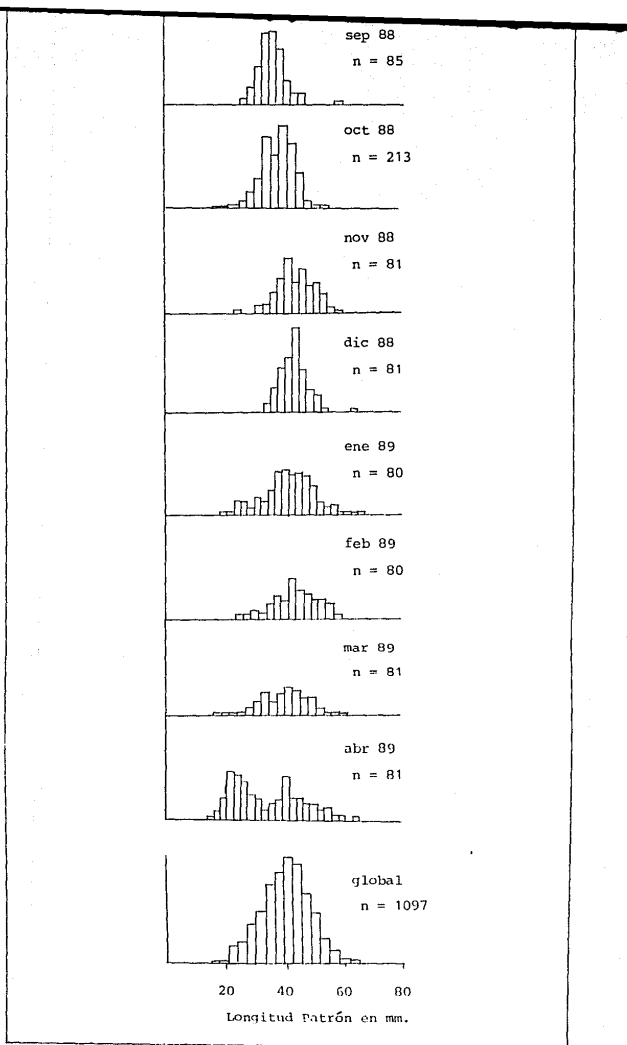 sep 88
n = 85
oct 88
n = 213
nov 88
n = 81
dic 88
n = 81
ene 89
n = 80
feb 89
n = 80
mar 89
n = 81
abr 89
n = 81
global
n = 1097
20 40 60 80
Longitud Patrón en mm.